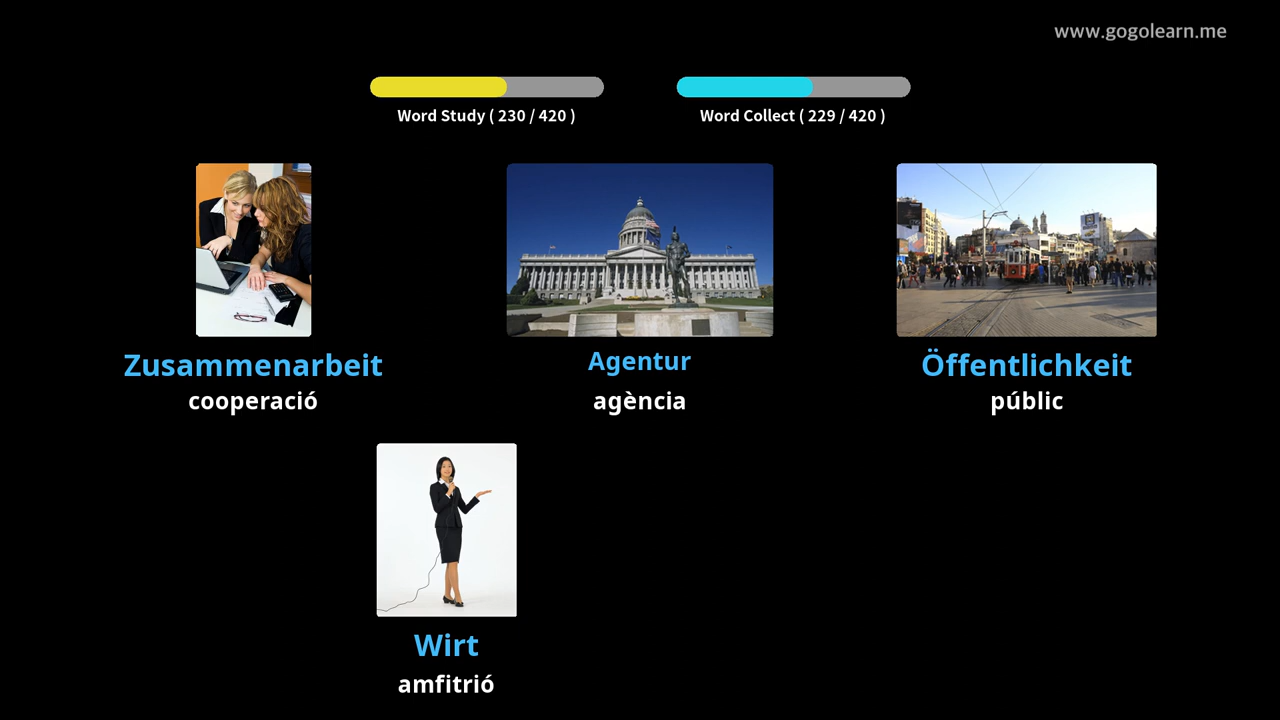 www.gogolearn.me
Word Study ( 230 / 420 )
Word Collect ( 229 / 420 )
Zusammenarbeit
cooperació
Agentur
agència
Öffentlichkeit
públic
Wirt
amfitrió